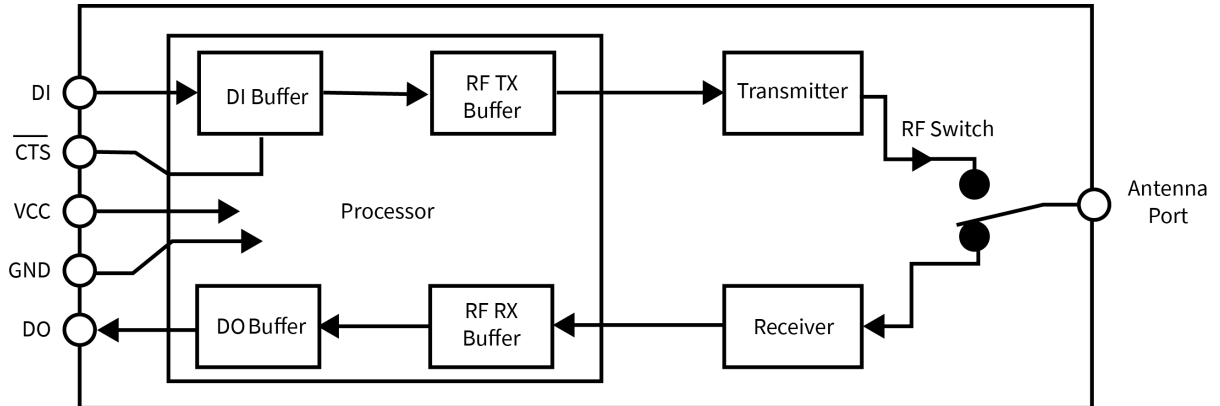 DI
CTS
VCC
GND
DO
DI Buffer
RF TX
Buffer
Transmitter
RF Switch
Antenna
Port
Processor
DO Buffer
RF RX
Buffer
Receiver